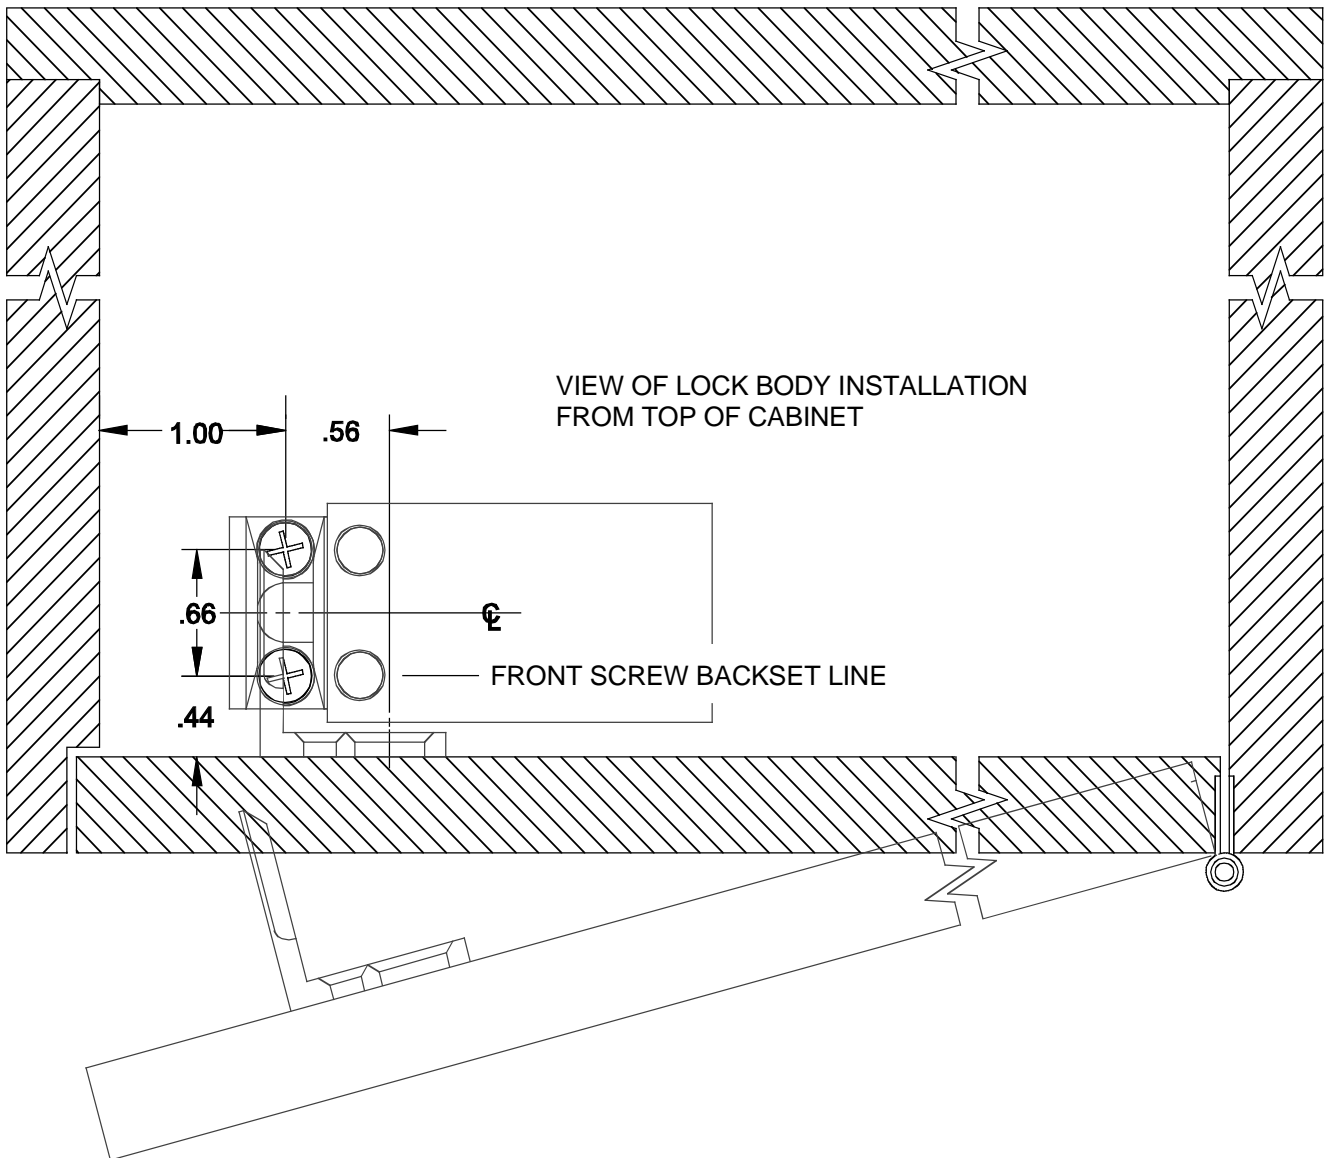 VIEW OF LOCK BODY INSTALLATION
FROM TOP OF CABINET
1.00
.56
.66
℄
FRONT SCREW BACKSET LINE
.44